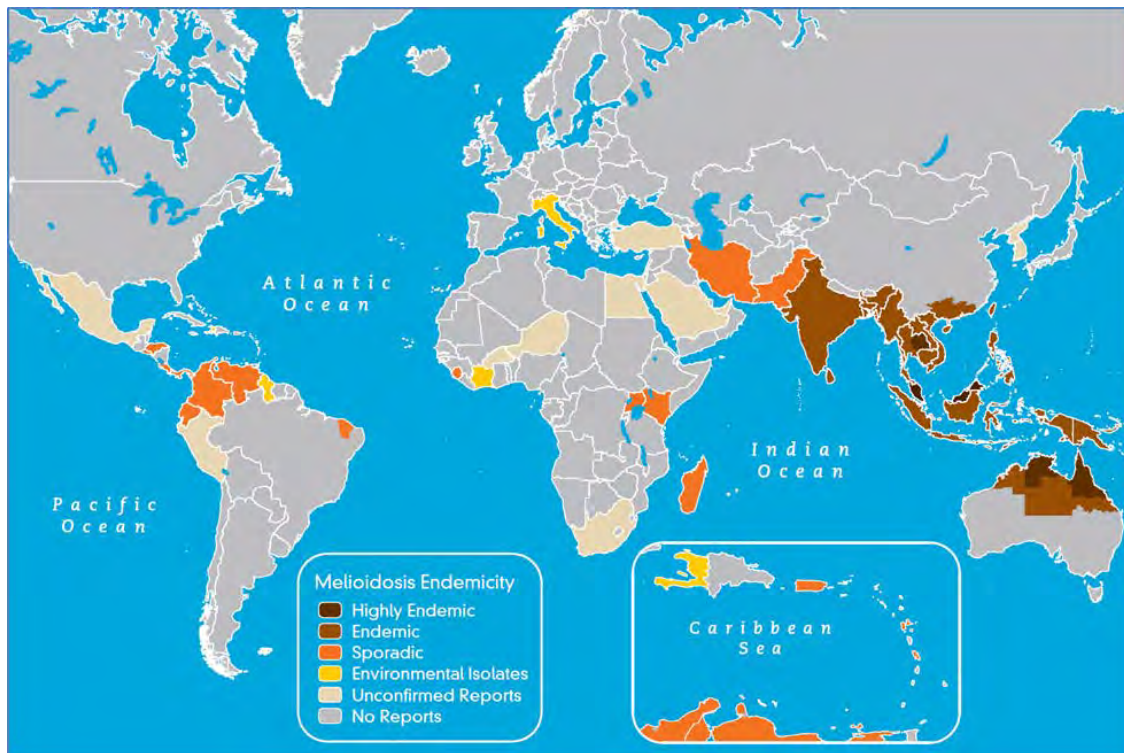 Atlantic
Ocean
Indian
Ocean
Pacific
Ocean
Melioidosis Endemicity
Highly Endemic
Endemic
Sporadic
Environmental Isolates
Unconfirmed Reports
No Reports
Caribbean
Sea